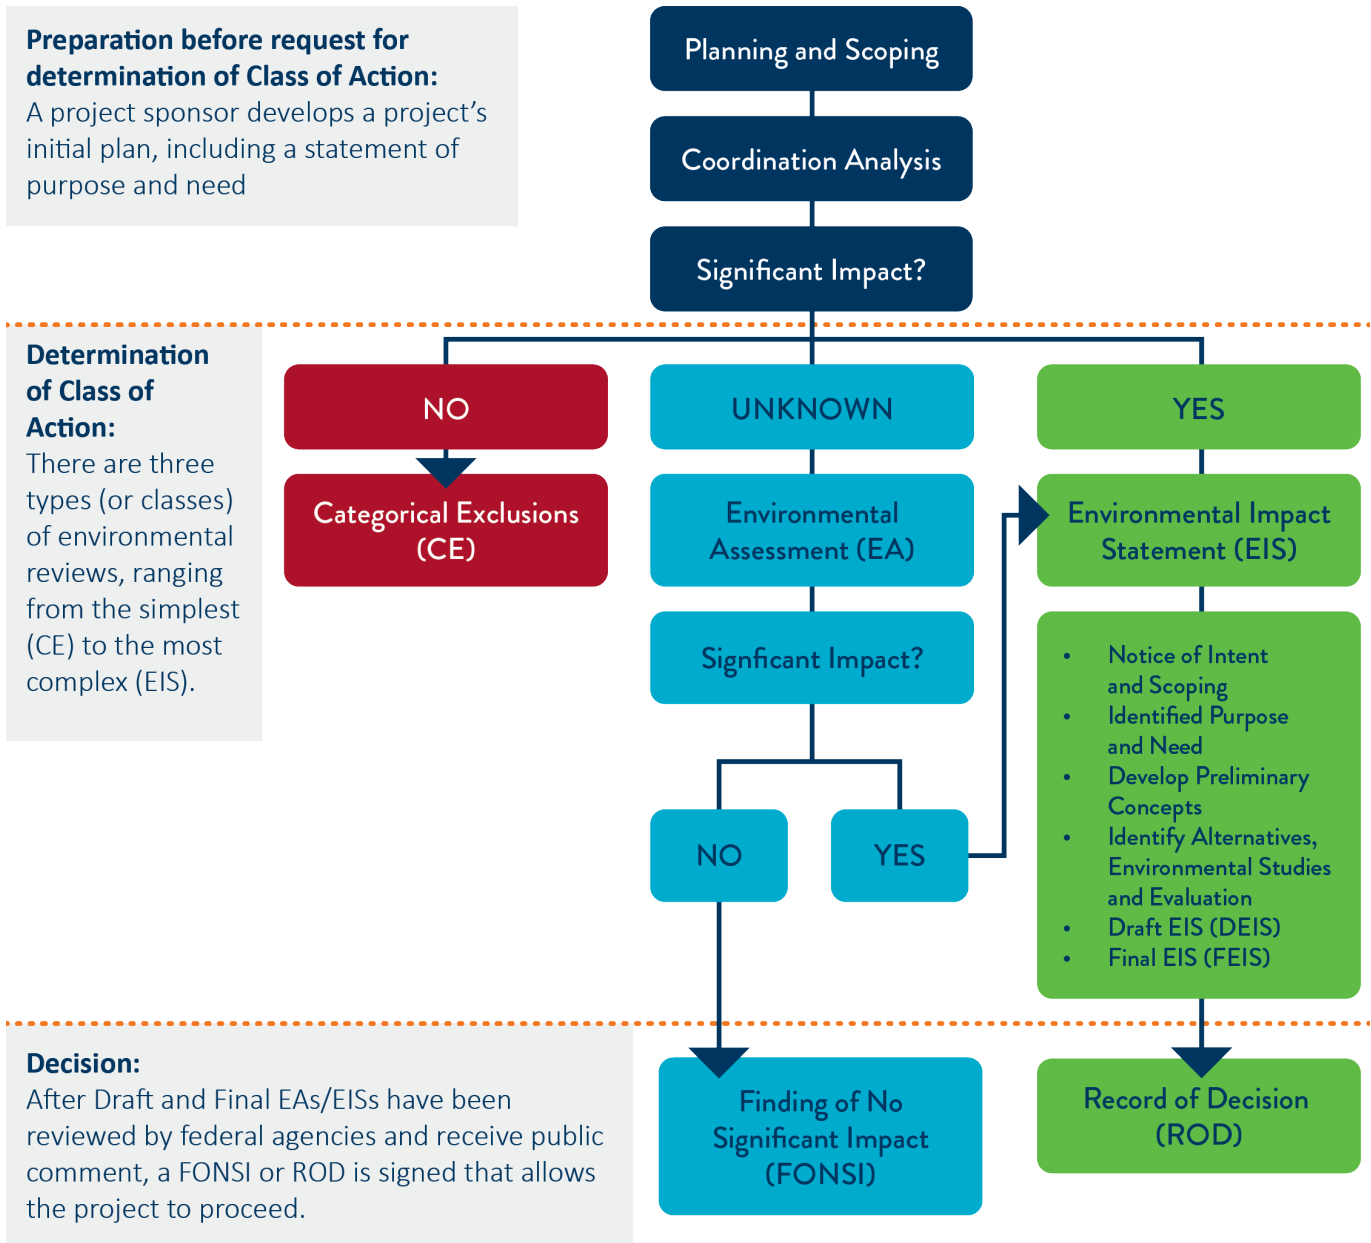 Preparation before request for
determination of Class of Action:
A project sponsor develops a project’s
initial plan, including a statement of
purpose and need
Planning and Scoping
Coordination Analysis
Significant Impact?
Determination
of Class of
Action:
There are three
types (or classes)
of environmental
reviews, ranging
from the simplest
(CE) to the most
complex (EIS).
NO
Categorical Exclusions
(CE)
UNKNOWN
Environmental
Assessment (EA)
Signficant Impact?
NO
YES
YES
Environmental Impact
Statement (EIS)
• Notice of Intent
and Scoping
• Identified Purpose
and Need
• Develop Preliminary
Concepts
• Identify Alternatives,
Environmental Studies
and Evaluation
• Draft EIS (DEIS)
• Final EIS (FEIS)
Decision:
After Draft and Final EAs/EISs have been
reviewed by federal agencies and receive public
comment, a FONSI or ROD is signed that allows
the project to proceed.
Finding of No
Significant Impact
(FONSI)
Record of Decision
(ROD)